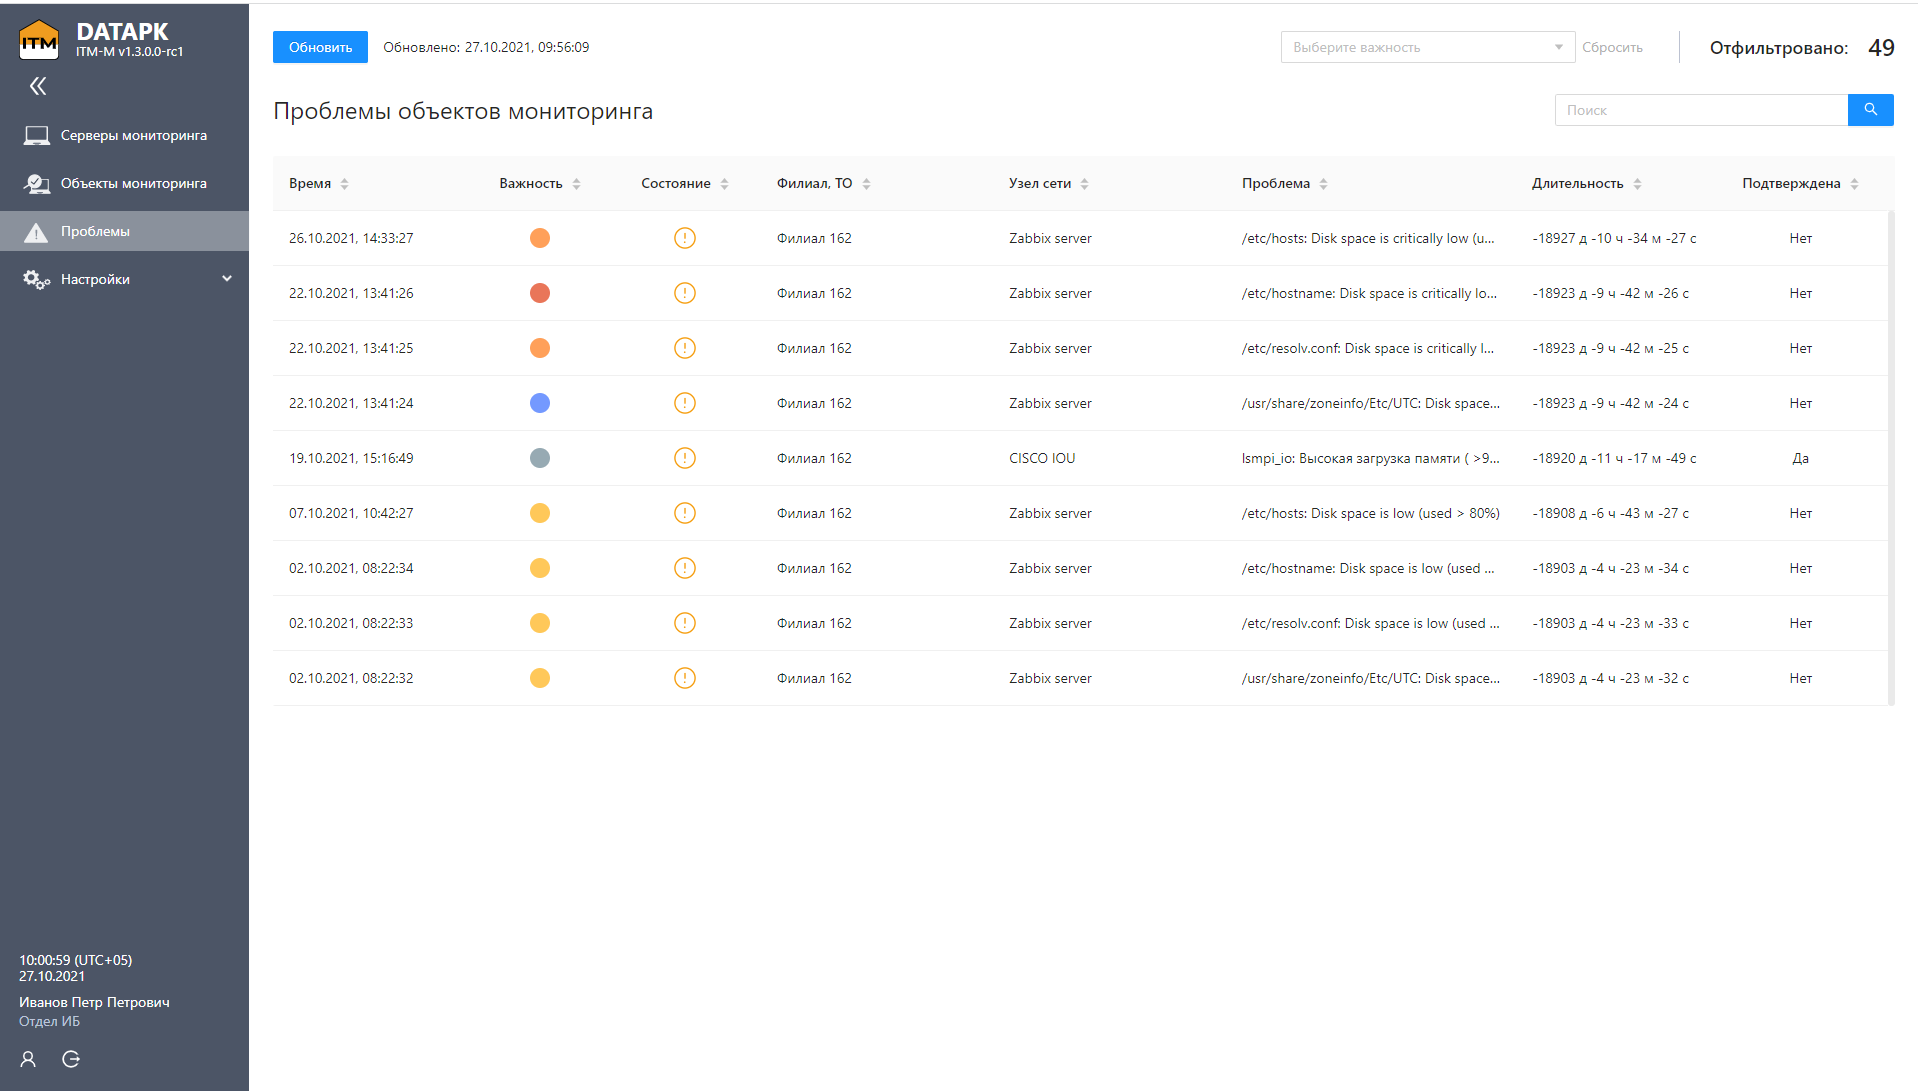 DATAPK
ITM
ITM-M v1.3.0.0-rc1
Серверы мониторинга
Объекты мониторинга
Проблемы
Настройки
10:00:59 (UTC+05)
27.10.2021
Иванов Петр Петрович
Отдел ИБ
Обновить Обновлено: 27.10.2021, 09:56:09 Выберите важность Сбросить Отфильтровано: 49
Проблемы объектов мониторинга Поиск
Время Важность Состояние Филиал, ТО Узел сети Проблема Длительность Подтверждена
26.10.2021, 14:33:27 Филиал 162 Zabbix server /etc/hosts: Disk space is critically low (u... -18927 д -10 ч -34 м -27 с Нет
22.10.2021, 13:41:26 Филиал 162 Zabbix server /etc/hostname: Disk space is critically lo... -18923 д -9 ч -42 м -26 с Нет
22.10.2021, 13:41:25 Филиал 162 Zabbix server /etc/resolv.conf: Disk space is critically l... -18923 д -9 ч -42 м -25 с Нет
22.10.2021, 13:41:24 Филиал 162 Zabbix server /usr/share/zoneinfo/Etc/UTC: Disk space... -18923 д -9 ч -42 м -24 с Нет
19.10.2021, 15:16:49 Филиал 162 CISCO IOU lsmpi_io: Высокая загрузка памяти ( >9... -18920 д -11 ч -17 м -49 с Да
07.10.2021, 10:42:27 Филиал 162 Zabbix server /etc/hosts: Disk space is low (used > 80%) -18908 д -6 ч -43 м -27 с Нет
02.10.2021, 08:22:34 Филиал 162 Zabbix server /etc/hostname: Disk space is low (used ... -18903 д -4 ч -23 м -34 с Нет
02.10.2021, 08:22:33 Филиал 162 Zabbix server /etc/resolv.conf: Disk space is low (used ... -18903 д -4 ч -23 м -33 с Нет
02.10.2021, 08:22:32 Филиал 162 Zabbix server /usr/share/zoneinfo/Etc/UTC: Disk space... -18903 д -4 ч -23 м -32 с Нет